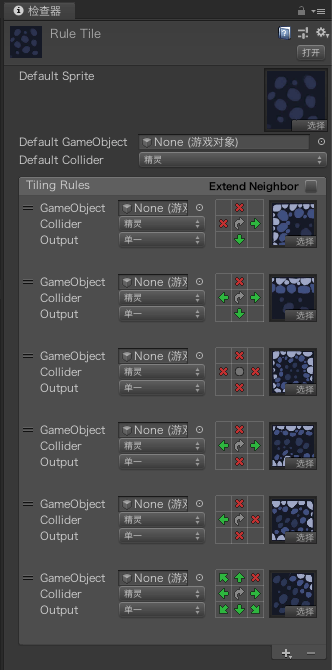 检查器
Rule Tile
打开
Default Sprite
选择
Default GameObject None (游戏对象)
Default Collider 精灵
Tiling Rules Extend Neighbor
GameObject None (游戏
Collider 精灵
Output 单一
选择
GameObject None (游戏
Collider 精灵
Output 单一
选择
GameObject None (游戏
Collider 精灵
Output 单一
选择
GameObject None (游戏
Collider 精灵
Output 单一
选择
GameObject None (游戏
Collider 精灵
Output 单一
选择
GameObject None (游戏
Collider 精灵
Output 单一
选择